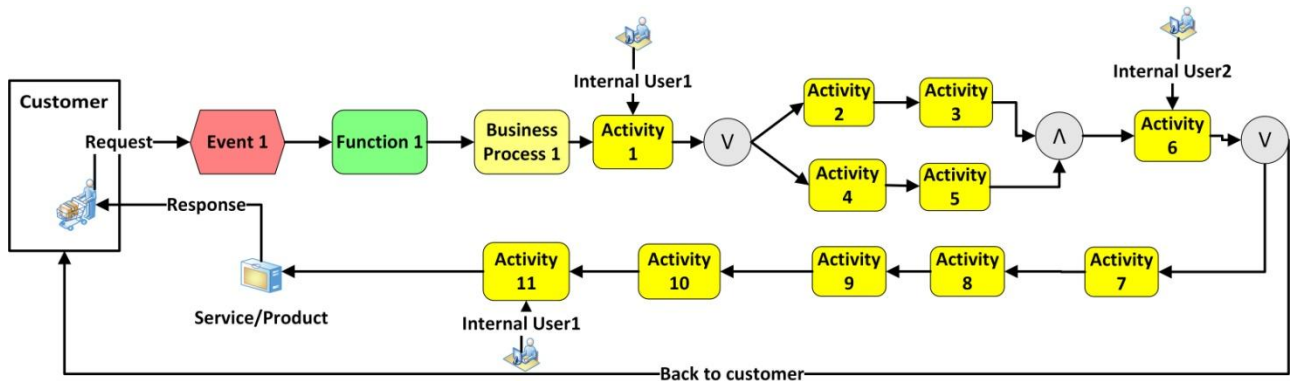 Customer
Request
Event 1
Function 1
Business
Process 1
Internal User1
Activity
1
V
Activity
2
Activity
3
Activity
4
Activity
5
Λ
Internal User2
Activity
6
V
Response
Service/Product
Activity
11
Activity
10
Activity
9
Activity
8
Activity
7
Internal User1
Back to customer